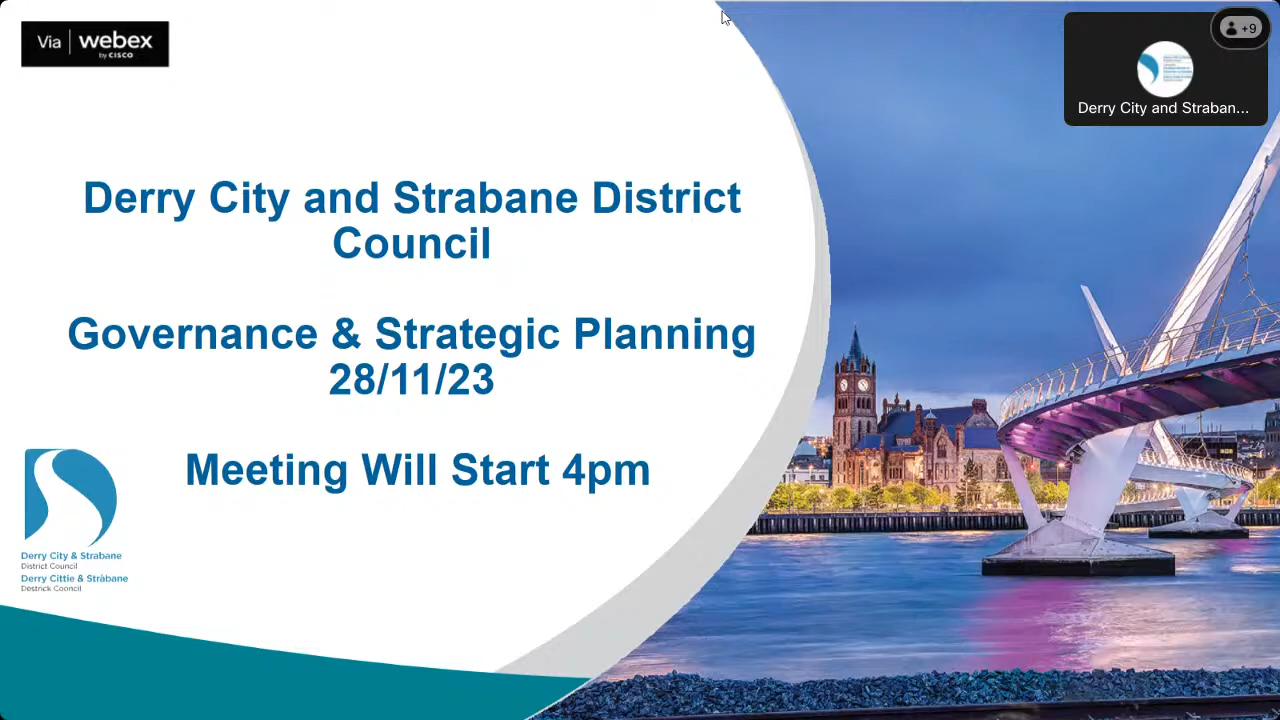 Via | webex
by CISCO
+9
Derry City and Straban...
Derry City and Strabane District
Council
Governance & Strategic Planning
28/11/23
Meeting Will Start 4pm
Derry City & Strabane
District Council
Derry Cittie & Stràbane
Destrick Cooncil